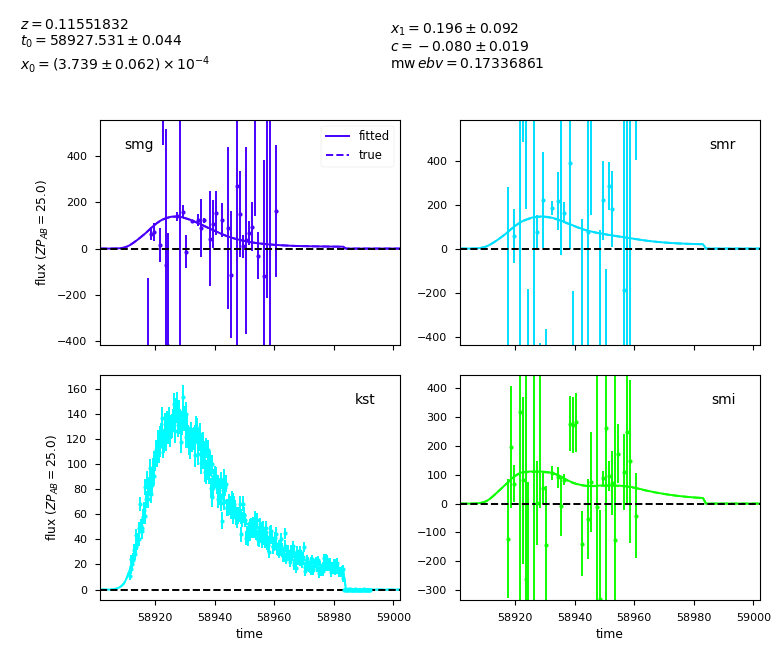 z = 0.11551832
t₀ = 58927.531 ± 0.044
x₀ = (3.739 ± 0.062) × 10⁻⁴
x₁ = 0.196 ± 0.092
c = −0.080 ± 0.019
mw ebv = 0.17336861
smg
fitted
true
400
200
0
−200
−400
flux (ZP_AB = 25.0)
smr
400
200
0
−200
−400
kst
160
140
120
100
80
60
40
20
0
flux (ZP_AB = 25.0)
58920 58940 58960 58980 59000
time
smi
400
300
200
100
0
−100
−200
−300
58920 58940 58960 58980 59000
time